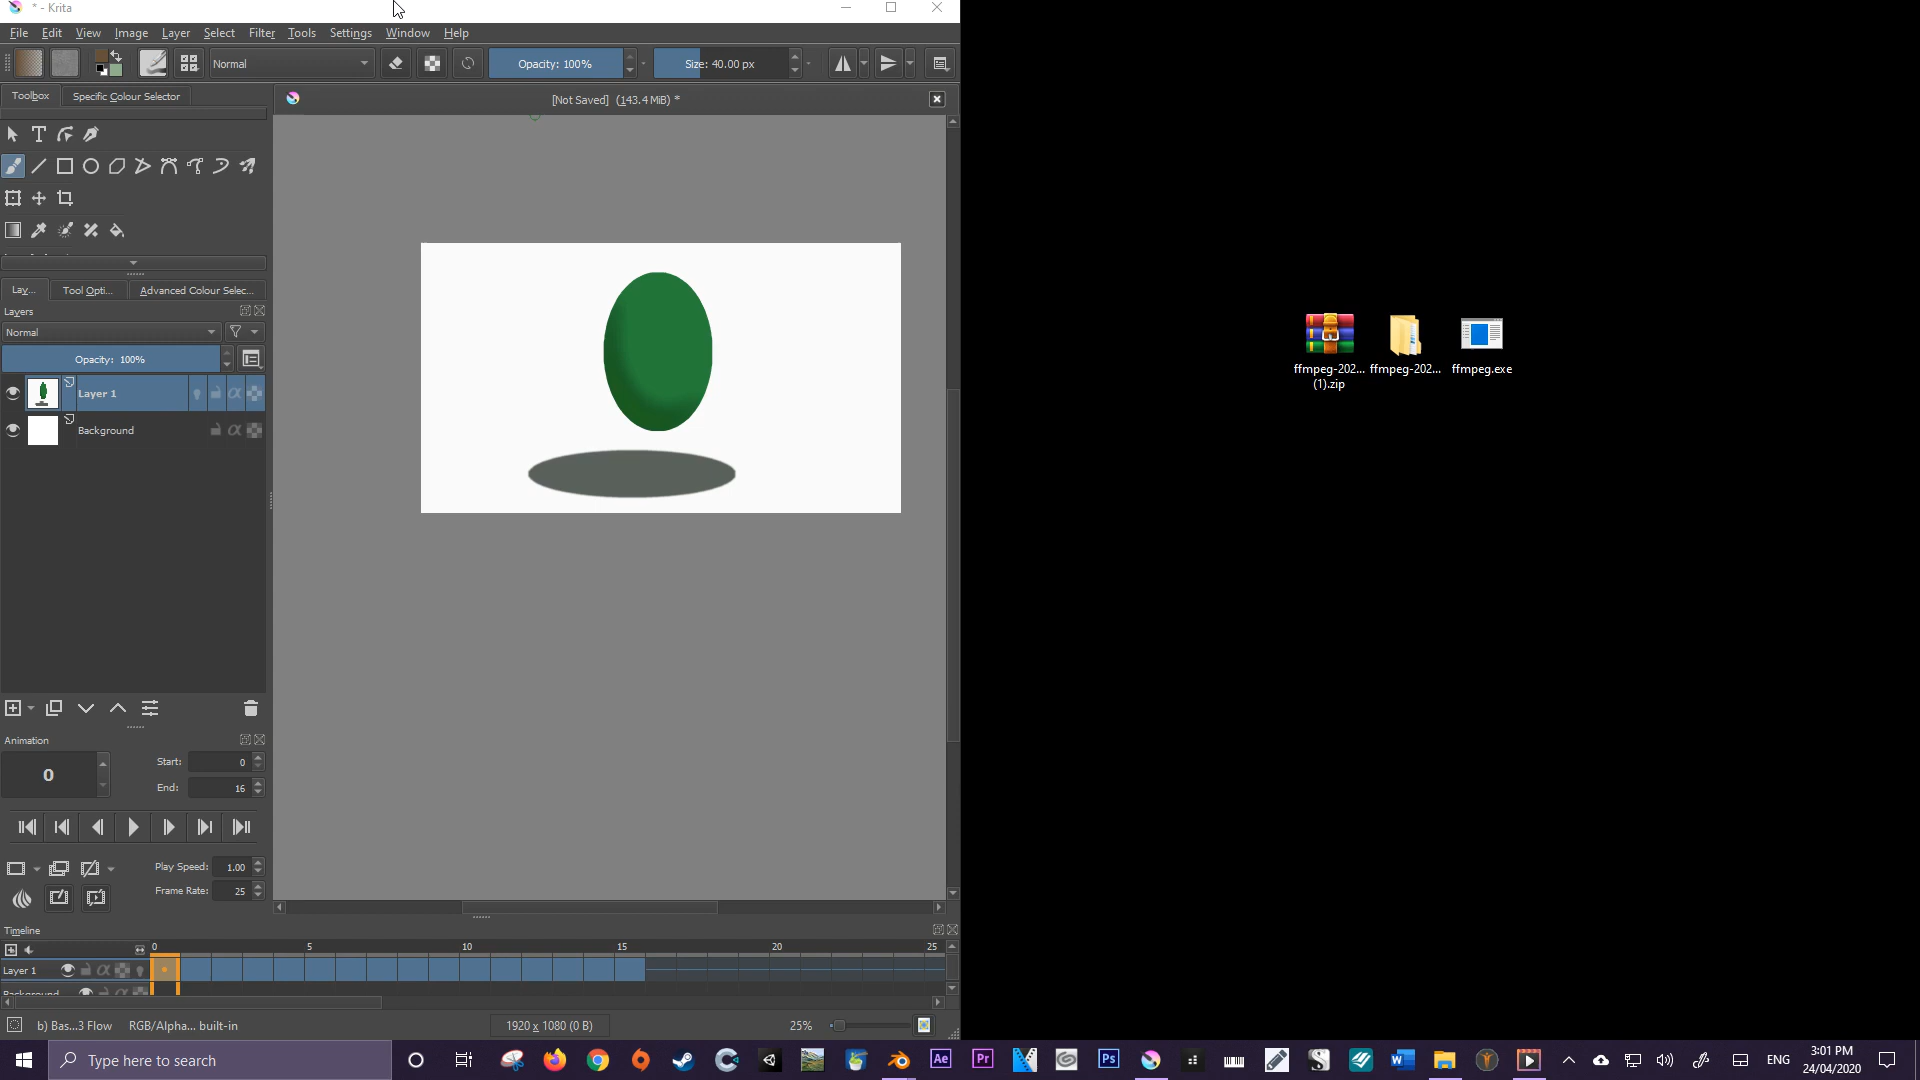 * - Krita
File Edit View Image Layer Select Filter Tools Settings Window Help
Normal
Opacity: 100%
Size: 40.00 px
Toolbox
Specific Colour Selector
[Not Saved] (143.4 MiB) *
Lay...
Tool Opti...
Advanced Colour Selec...
Layers
Normal
Opacity: 100%
Layer 1
Background
Animation
0
Start: 0
End: 16
Play Speed: 1.00
Frame Rate: 25
Timeline
0 5 10 15 20 25
Layer 1
Background
b) Bas...3 Flow
RGB/Alpha... built-in
1920 x 1080 (0 B)
25%
ffmpeg-202...
(1).zip
ffmpeg-202...
ffmpeg.exe
Type here to search
Ae
Pr
Ps
ENG
3:01 PM
24/04/2020